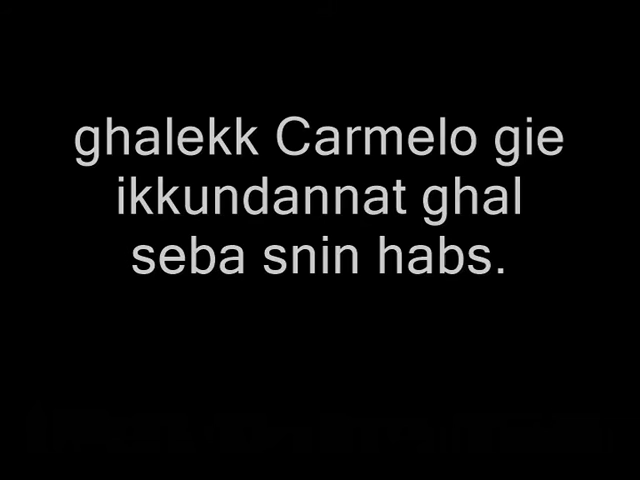 ghalekk Carmelo gie
ikkundannat ghal
seba snin habs.